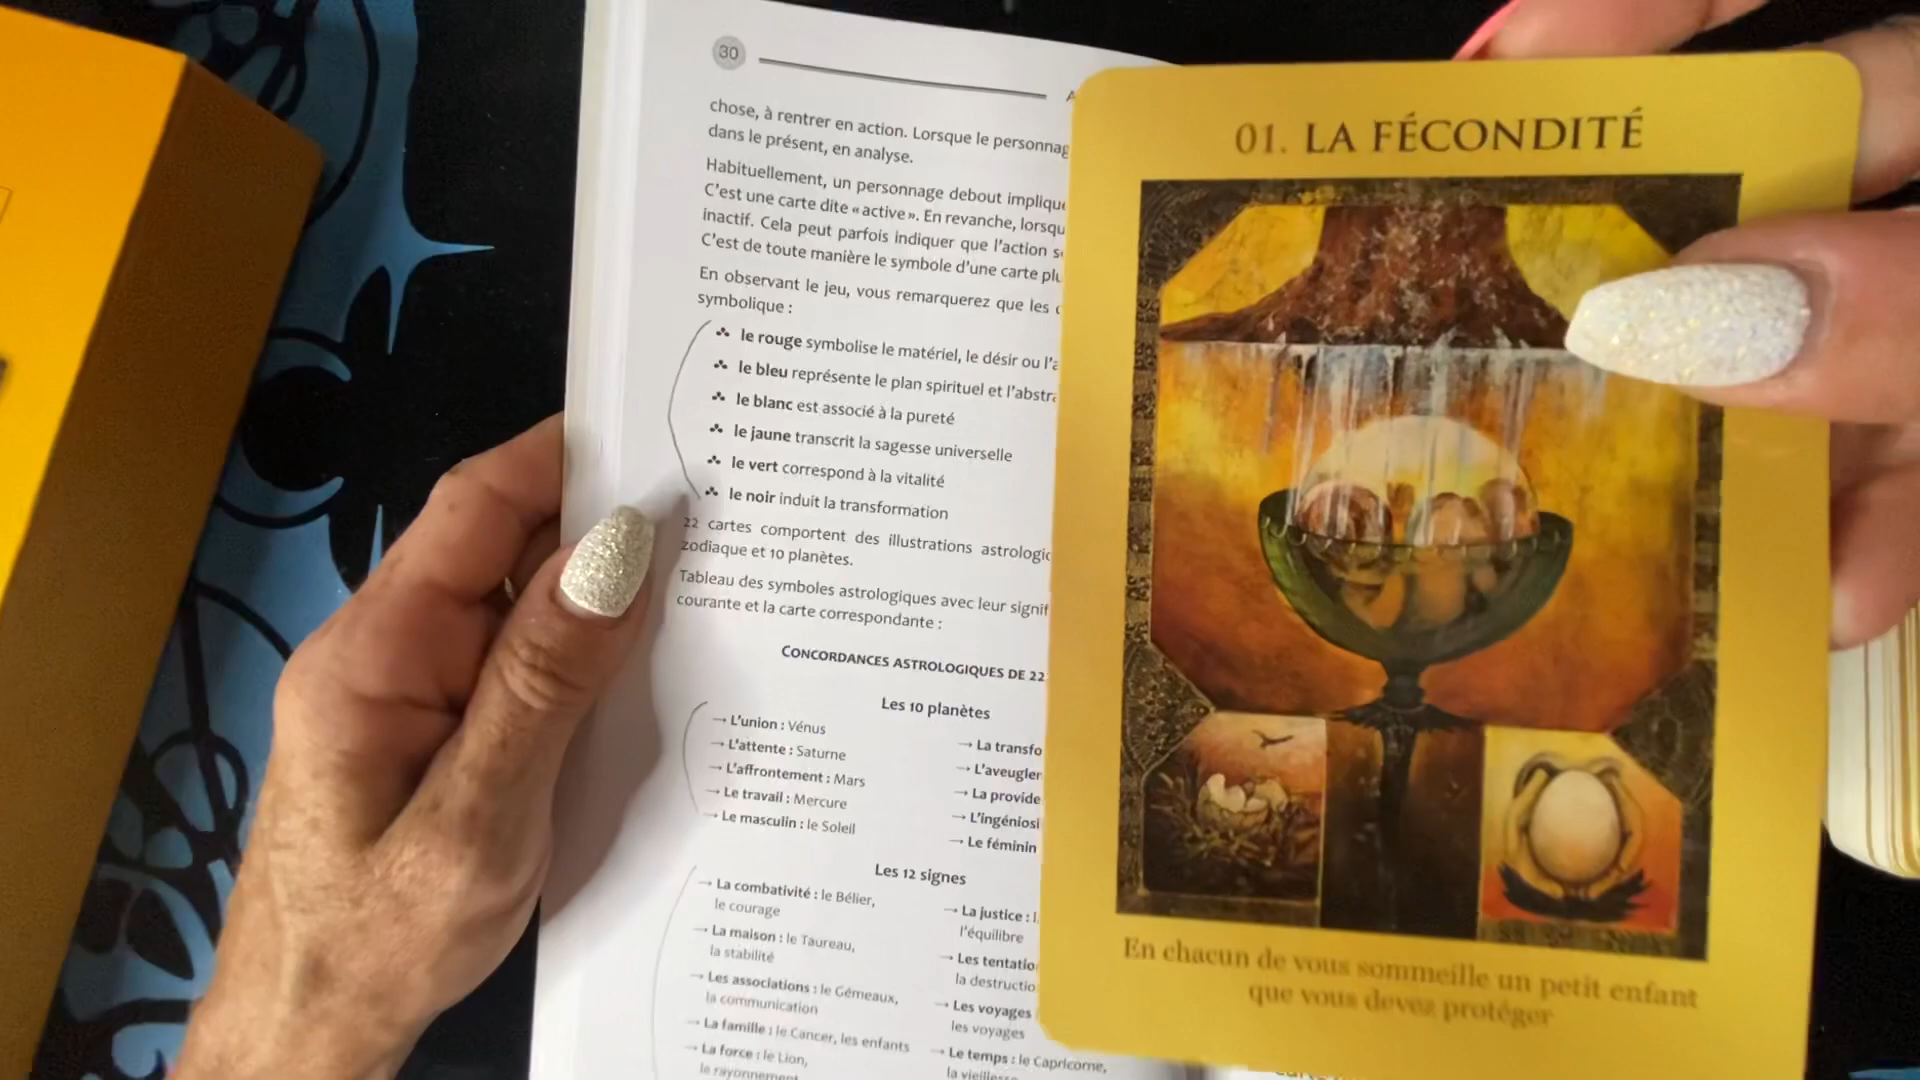 30
chose, à rentrer en action. Lorsque le personnag
dans le présent, en analyse.
Habituellement, un personnage debout implique
C'est une carte dite « active ». En revanche, lorsqu
inactif. Cela peut parfois indiquer que l'action s
C'est de toute manière le symbole d'une carte plu
En observant le jeu, vous remarquerez que les
symbolique :
le rouge symbolise le matériel, le désir ou l'a
le bleu représente le plan spirituel et l'abstra
le blanc est associé à la pureté
le jaune transcrit la sagesse universelle
le vert correspond à la vitalité
le noir induit la transformation
22 cartes comportent des illustrations astrologic
zodiaque et 10 planètes.
Tableau des symboles astrologiques avec leur signif
courante et la carte correspondante :
CONCORDANCES ASTROLOGIQUES DE 22
Les 10 planètes
→ L'union : Vénus
→ L'attente : Saturne
→ L'affrontement : Mars
→ Le travail : Mercure
→ Le masculin : le Soleil
→ La transfo
→ L'aveugler
→ La provide
→ L'ingéniosi
→ Le féminin
Les 12 signes
→ La combativité : le Bélier,
le courage
→ La maison : le Taureau,
la stabilité
→ Les associations : le Gémeaux,
la communication
→ La famille : le Cancer, les enfants
→ La force : le Lion,
le rayonnement
→ La justice : l
l'équilibre
→ Les tentatio
la destructio
→ Les voyages
les voyages
→ Le temps : le Capricorne,
la vieillesse
01. LA FÉCONDITÉ
En chacun de vous sommeille un petit enfant
que vous devez protéger